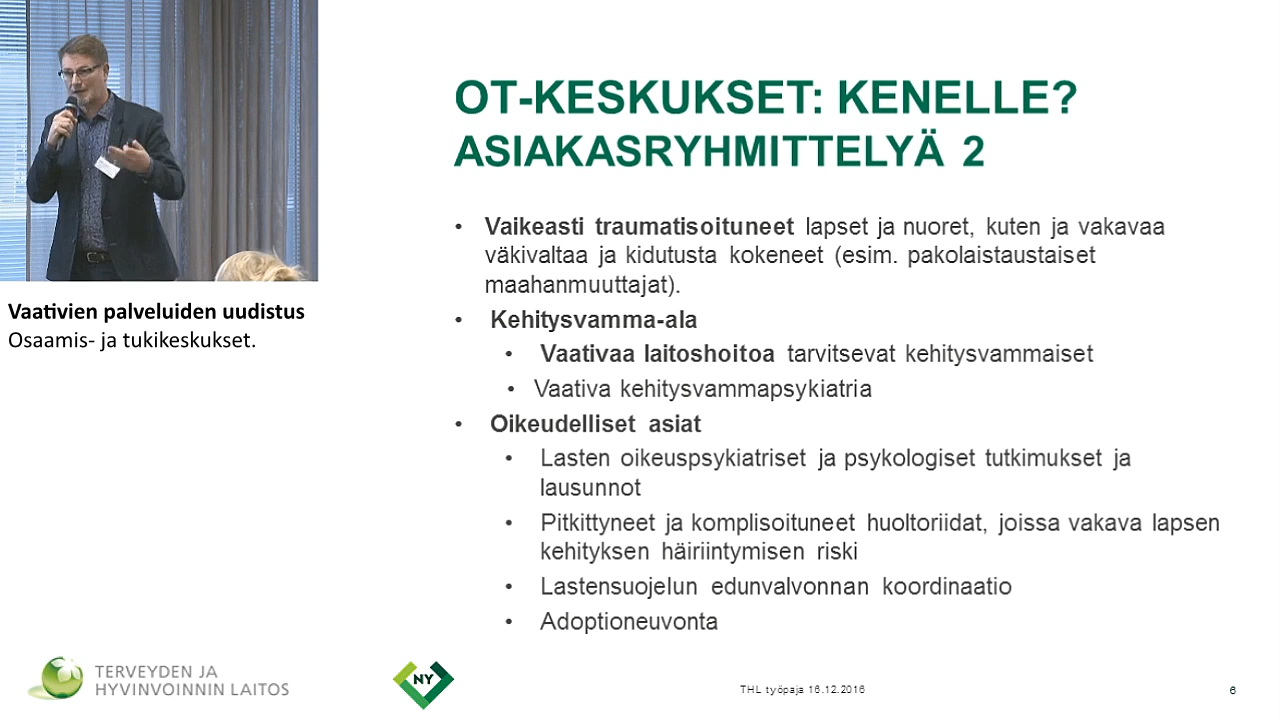 OT-KESKUKSET: KENELLE?
ASIAKASRYHMITTELYÄ 2
• Vaikeasti traumatisoituneet lapset ja nuoret, kuten ja vakavaa
väkivaltaa ja kidutusta kokeneet (esim. pakolaistaustaiset
maahanmuuttajat).
• Kehitysvamma-ala
• Vaativaa laitoshoitoa tarvitsevat kehitysvammaiset
• Vaativa kehitysvammapsykiatria
• Oikeudelliset asiat
• Lasten oikeuspsykiatriset ja psykologiset tutkimukset ja
lausunnot
• Pitkittyneet ja komplisoituneet huoltoriidat, joissa vakava lapsen
kehityksen häiriintymisen riski
• Lastensuojelun edunvalvonnan koordinaatio
• Adoptioneuvonta
Vaativien palveluiden uudistus
Osaamis- ja tukikeskukset.
TERVEYDEN JA
HYVINVOINNIN LAITOS
NY
THL työpaja 16.12.2016
6